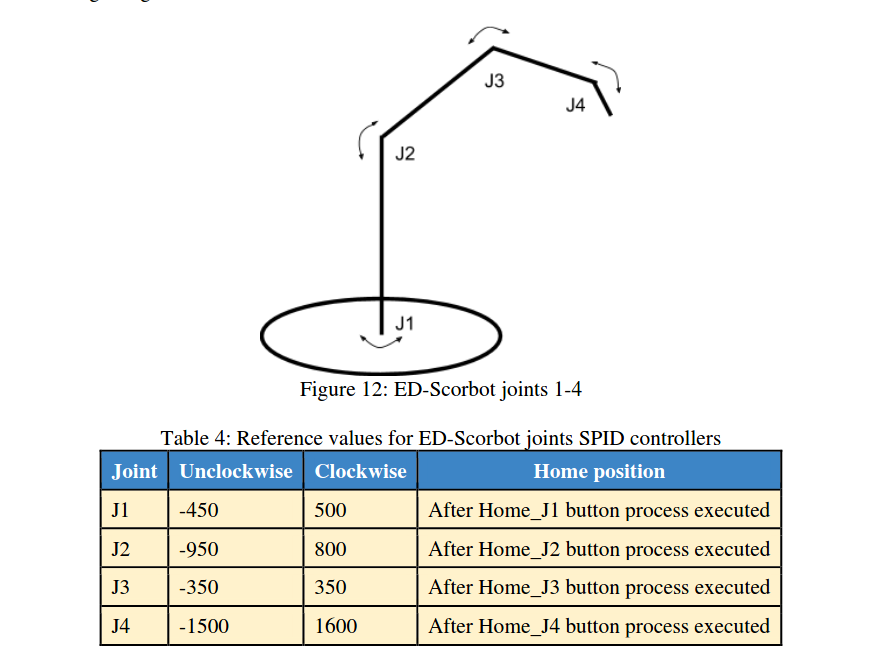 J3
J4
J2
J1
Figure 12: ED-Scorbot joints 1-4
Table 4: Reference values for ED-Scorbot joints SPID controllers
Joint Unclockwise Clockwise Home position
J1 -450 500 After Home_J1 button process executed
J2 -950 800 After Home_J2 button process executed
J3 -350 350 After Home_J3 button process executed
J4 -1500 1600 After Home_J4 button process executed